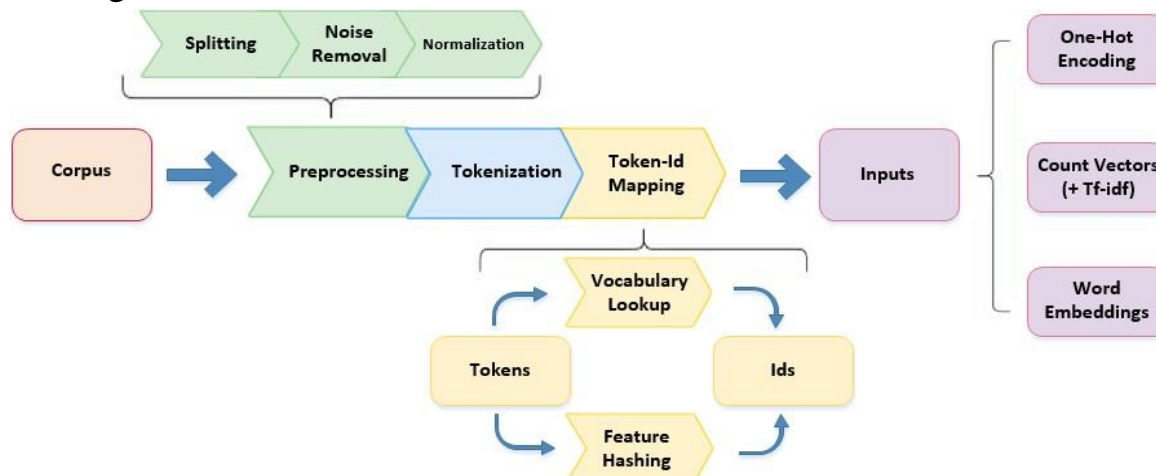 Splitting
Noise
Removal
Normalization
One-Hot
Encoding
Corpus
Preprocessing
Tokenization
Token-Id
Mapping
Inputs
Count Vectors
(+ Tf-idf)
Vocabulary
Lookup
Word
Embeddings
Tokens
Ids
Feature
Hashing